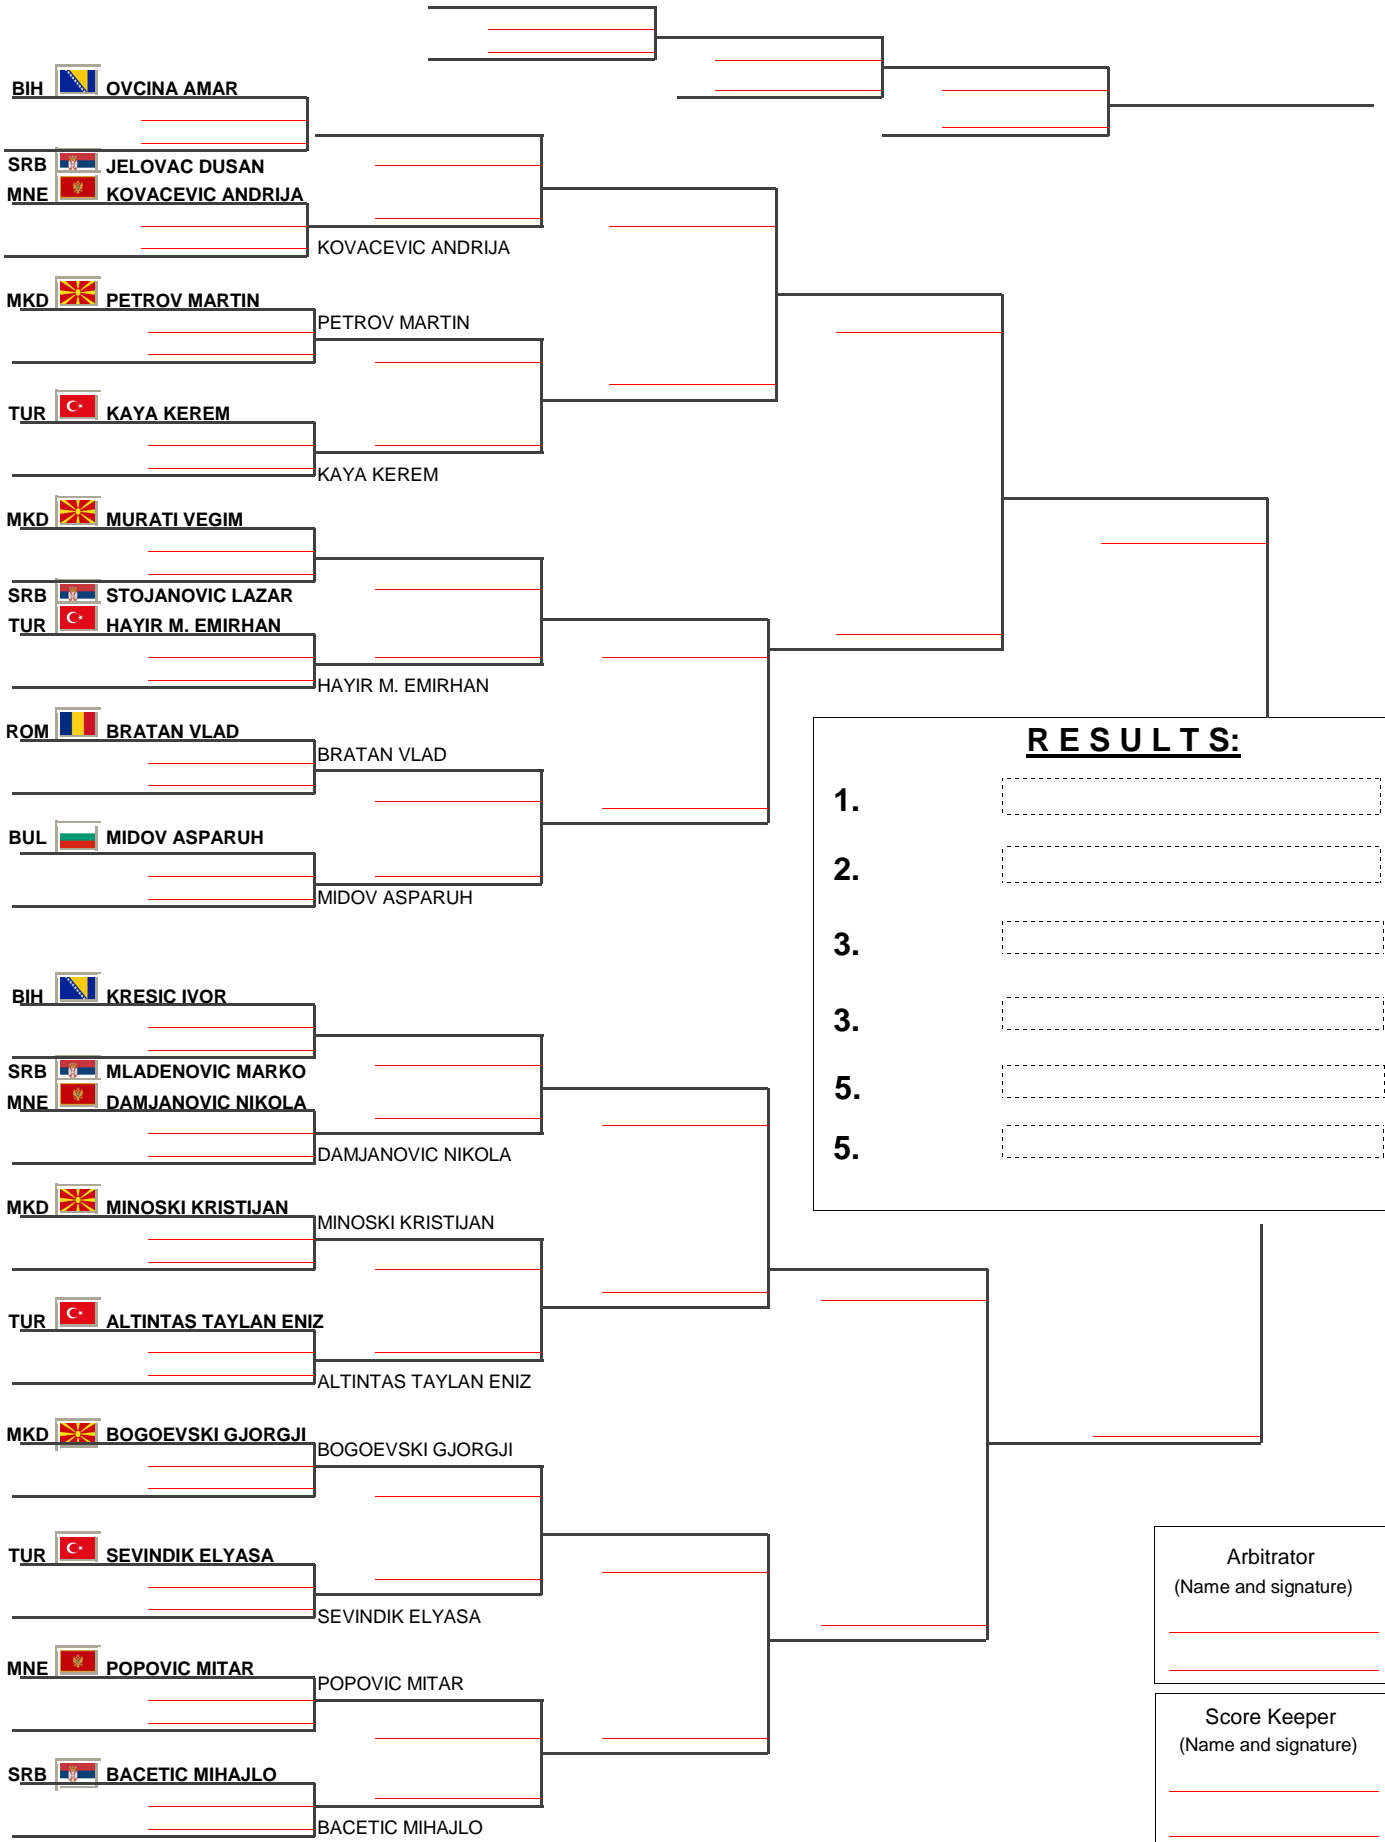 BIH OVCINA AMAR
SRB JELOVAC DUSAN
MNE KOVACEVIC ANDRIJA
KOVACEVIC ANDRIJA
MKD PETROV MARTIN
PETROV MARTIN
TUR KAYA KEREM
KAYA KEREM
MKD MURATI VEGIM
SRB STOJANOVIC LAZAR
TUR HAYIR M. EMIRHAN
HAYIR M. EMIRHAN
ROM BRATAN VLAD
BRATAN VLAD
BUL MIDOV ASPARUH
MIDOV ASPARUH
BIH KRESIC IVOR
SRB MLADENOVIC MARKO
MNE DAMJANOVIC NIKOLA
DAMJANOVIC NIKOLA
MKD MINOSKI KRISTIJAN
MINOSKI KRISTIJAN
TUR ALTINTAS TAYLAN ENIZ
ALTINTAS TAYLAN ENIZ
MKD BOGOEVSKI GJORGJI
BOGOEVSKI GJORGJI
TUR SEVINDIK ELYASA
SEVINDIK ELYASA
MNE POPOVIC MITAR
POPOVIC MITAR
SRB BACETIC MIHAJLO
BACETIC MIHAJLO
R E S U L T S:
1.
2.
3.
3.
5.
5.
Arbitrator
(Name and signature)
Score Keeper
(Name and signature)